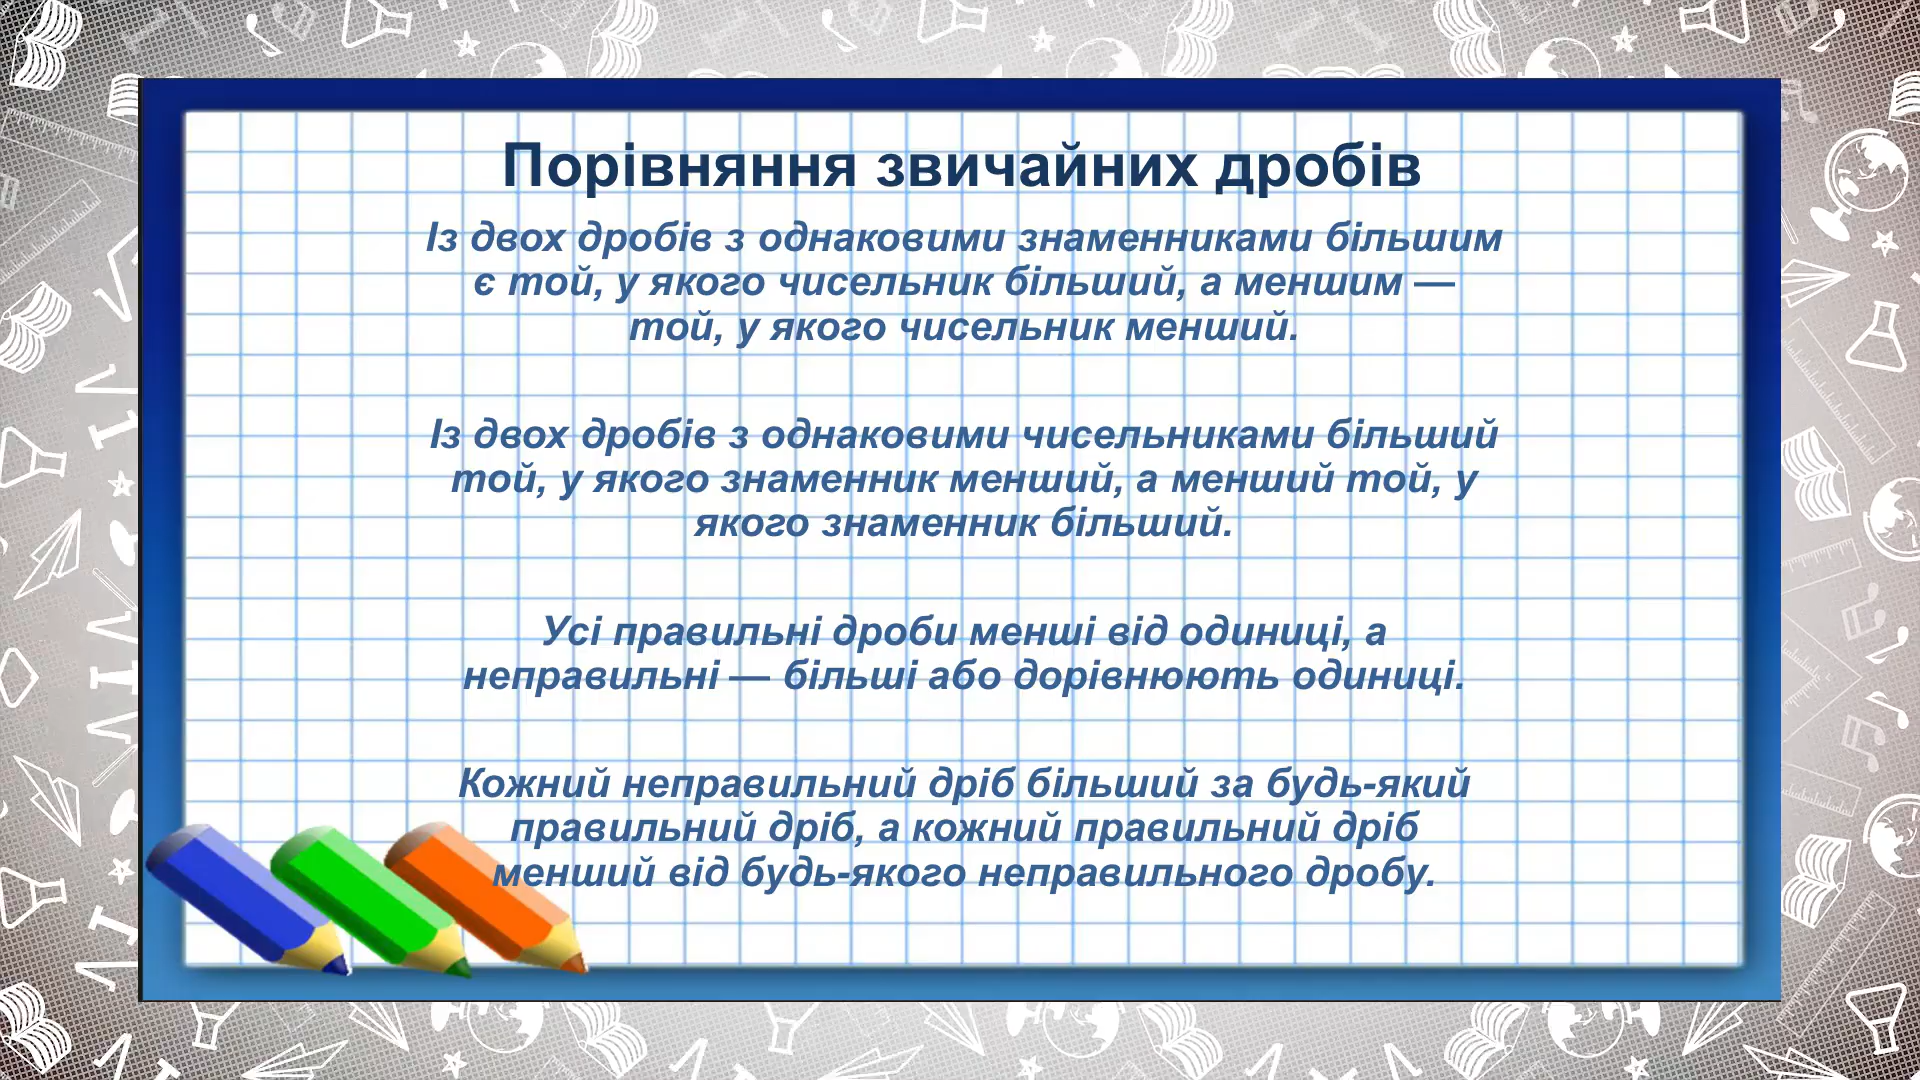 Порівняння звичайних дробів
Із двох дробів з однаковими знаменниками більшим
є той, у якого чисельник більший, а меншим —
той, у якого чисельник менший.
Із двох дробів з однаковими чисельниками більший
той, у якого знаменник менший, а менший той, у
якого знаменник більший.
Усі правильні дроби менші від одиниці, а
неправильні — більші або дорівнюють одиниці.
Кожний неправильний дріб більший за будь-який
правильний дріб, а кожний правильний дріб
менший від будь-якого неправильного дробу.